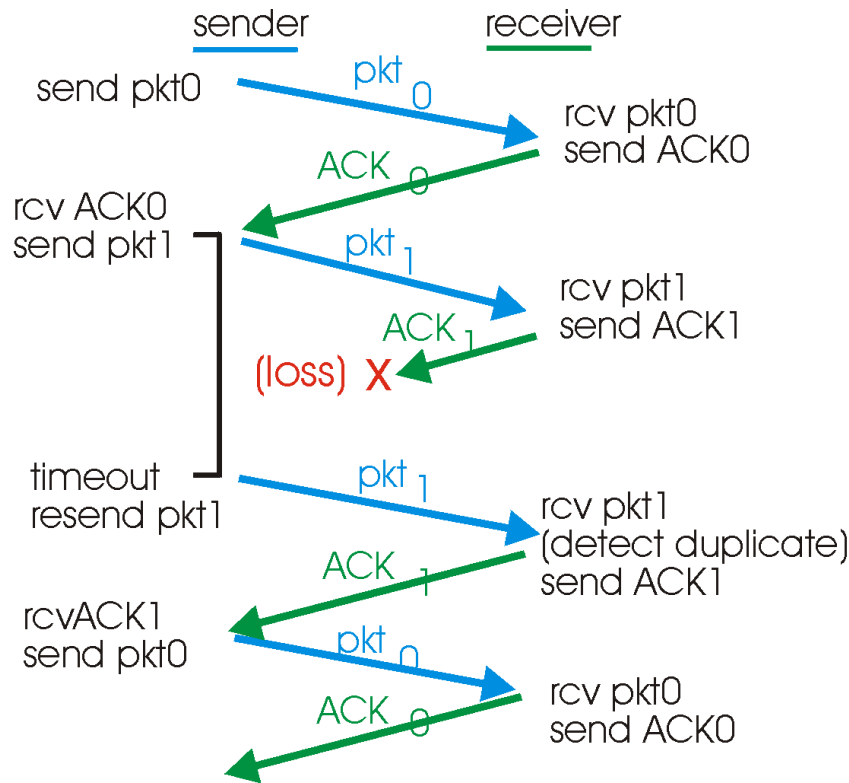 sender
receiver
send pkt0
pkt 0
rcv pkt0
send ACK0
ACK 0
rcv ACK0
send pkt1
pkt 1
rcv pkt1
send ACK1
ACK 1
(loss) X
timeout
resend pkt1
pkt 1
rcv pkt1
(detect duplicate)
send ACK1
ACK 1
rcvACK1
send pkt0
pkt 0
rcv pkt0
send ACK0
ACK 0